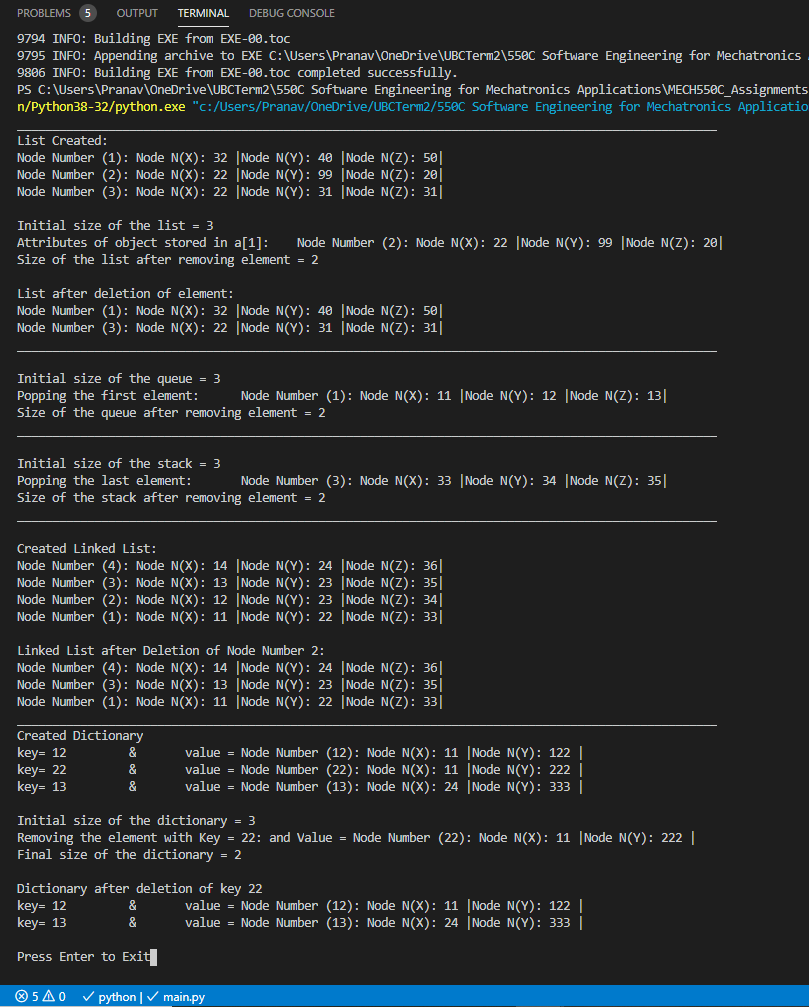 PROBLEMS 5 OUTPUT TERMINAL DEBUG CONSOLE
9794 INFO: Building EXE from EXE-00.toc
9795 INFO: Appending archive to EXE C:\Users\Pranav\OneDrive\UBCTerm2\550C Software Engineering for Mechatronics
9806 INFO: Building EXE from EXE-00.toc completed successfully.
PS C:\Users\Pranav\OneDrive\UBCTerm2\550C Software Engineering for Mechatronics Applications\MECH550C_Assignments
n/Python38-32/python.exe "c:/Users/Pranav/OneDrive/UBCTerm2/550C Software Engineering for Mechatronics Applicatio
List Created:
Node Number (1): Node N(X): 32 |Node N(Y): 40 |Node N(Z): 50|
Node Number (2): Node N(X): 22 |Node N(Y): 99 |Node N(Z): 20|
Node Number (3): Node N(X): 22 |Node N(Y): 31 |Node N(Z): 31|
Initial size of the list = 3
Attributes of object stored in a[1]: Node Number (2): Node N(X): 22 |Node N(Y): 99 |Node N(Z): 20|
Size of the list after removing element = 2
List after deletion of element:
Node Number (1): Node N(X): 32 |Node N(Y): 40 |Node N(Z): 50|
Node Number (3): Node N(X): 22 |Node N(Y): 31 |Node N(Z): 31|
Initial size of the queue = 3
Popping the first element: Node Number (1): Node N(X): 11 |Node N(Y): 12 |Node N(Z): 13|
Size of the queue after removing element = 2
Initial size of the stack = 3
Popping the last element: Node Number (3): Node N(X): 33 |Node N(Y): 34 |Node N(Z): 35|
Size of the stack after removing element = 2
Created Linked List:
Node Number (4): Node N(X): 14 |Node N(Y): 24 |Node N(Z): 36|
Node Number (3): Node N(X): 13 |Node N(Y): 23 |Node N(Z): 35|
Node Number (2): Node N(X): 12 |Node N(Y): 23 |Node N(Z): 34|
Node Number (1): Node N(X): 11 |Node N(Y): 22 |Node N(Z): 33|
Linked List after Deletion of Node Number 2:
Node Number (4): Node N(X): 14 |Node N(Y): 24 |Node N(Z): 36|
Node Number (3): Node N(X): 13 |Node N(Y): 23 |Node N(Z): 35|
Node Number (1): Node N(X): 11 |Node N(Y): 22 |Node N(Z): 33|
Created Dictionary
key= 12 & value = Node Number (12): Node N(X): 11 |Node N(Y): 122 |
key= 22 & value = Node Number (22): Node N(X): 11 |Node N(Y): 222 |
key= 13 & value = Node Number (13): Node N(X): 24 |Node N(Y): 333 |
Initial size of the dictionary = 3
Removing the element with Key = 22: and Value = Node Number (22): Node N(X): 11 |Node N(Y): 222 |
Final size of the dictionary = 2
Dictionary after deletion of key 22
key= 12 & value = Node Number (12): Node N(X): 11 |Node N(Y): 122 |
key= 13 & value = Node Number (13): Node N(X): 24 |Node N(Y): 333 |
Press Enter to Exit
5 0 ✓ python | ✓ main.py